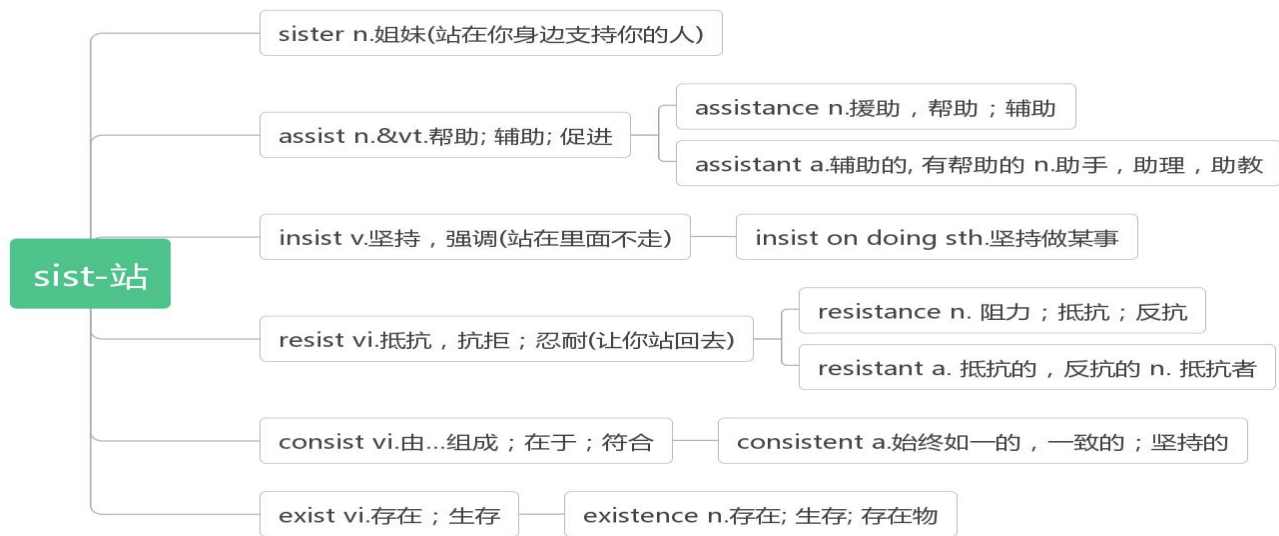 sist-站
sister n.姐妹(站在你身边支持你的人)
assist n.&vt.帮助; 辅助; 促进
assistance n.援助，帮助；辅助
assistant a.辅助的, 有帮助的 n.助手，助理，助教
insist v.坚持，强调(站在里面不走)
insist on doing sth.坚持做某事
resist vi.抵抗，抗拒；忍耐(让你站回去)
resistance n. 阻力；抵抗；反抗
resistant a. 抵抗的，反抗的 n. 抵抗者
consist vi.由...组成；在于；符合
consistent a.始终如一的，一致的；坚持的
exist vi.存在；生存
existence n.存在; 生存; 存在物